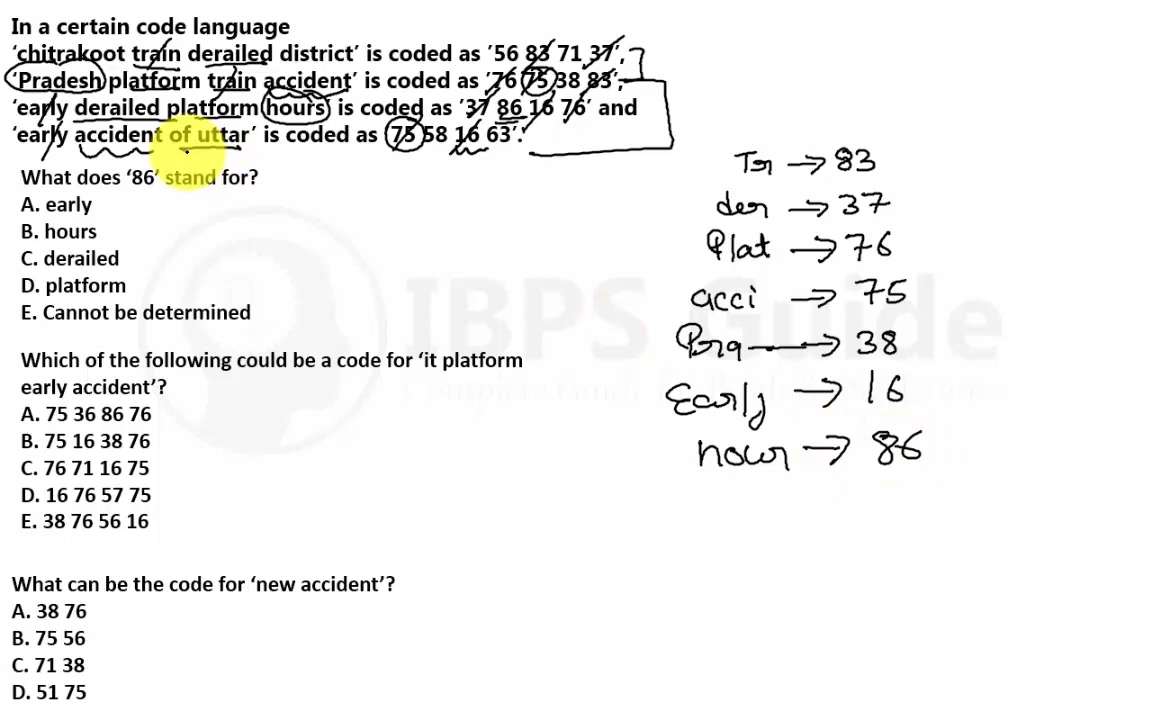 In a certain code language
‘chitrakoot train derailed district’ is coded as ’56 83 71 37’,
‘Pradesh platform train accident’ is coded as ’76 75 38 83’,
‘early derailed platform hours’ is coded as ‘37 86 16 76’ and
‘early accident of uttar’ is coded as ‘75 58 16 63’.
What does ‘86’ stand for?
A. early
B. hours
C. derailed
D. platform
E. Cannot be determined
Which of the following could be a code for ‘it platform
early accident’?
A. 75 36 86 76
B. 75 16 38 76
C. 76 71 16 75
D. 16 76 57 75
E. 38 76 56 16
What can be the code for ‘new accident’?
A. 38 76
B. 75 56
C. 71 38
D. 51 75
Tr → 83
der → 37
Plat → 76
acci → 75
Pra → 38
Early → 16
hour → 86
IBPS Guide